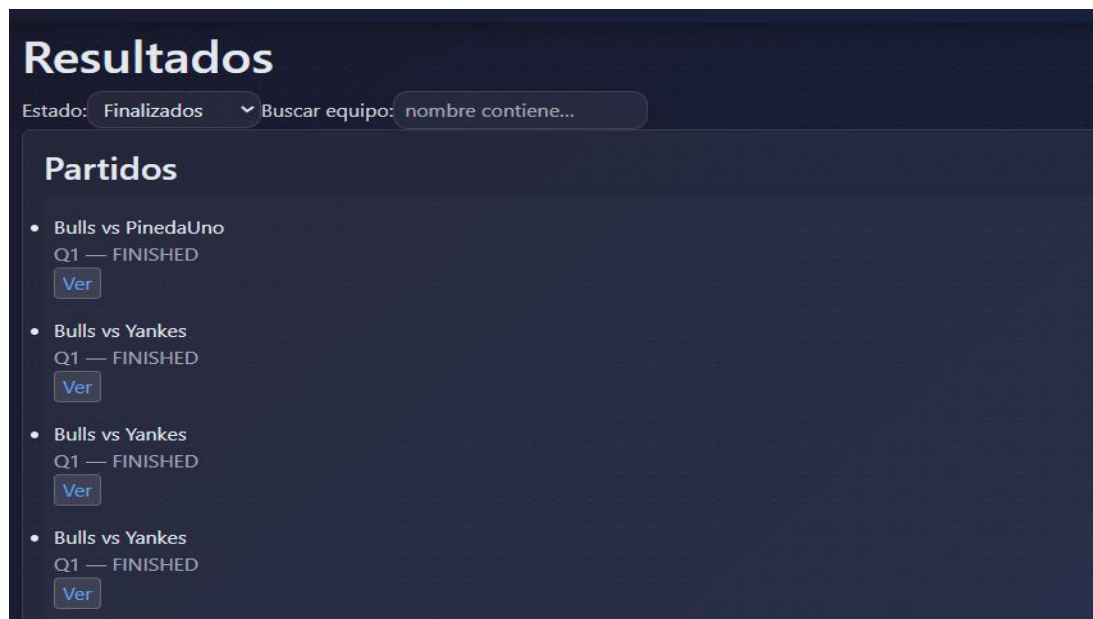 Resultados
Estado: Finalizados Buscar equipo: nombre contiene...
Partidos
Bulls vs PinedaUno
Q1 — FINISHED
Ver
Bulls vs Yankes
Q1 — FINISHED
Ver
Bulls vs Yankes
Q1 — FINISHED
Ver
Bulls vs Yankes
Q1 — FINISHED
Ver